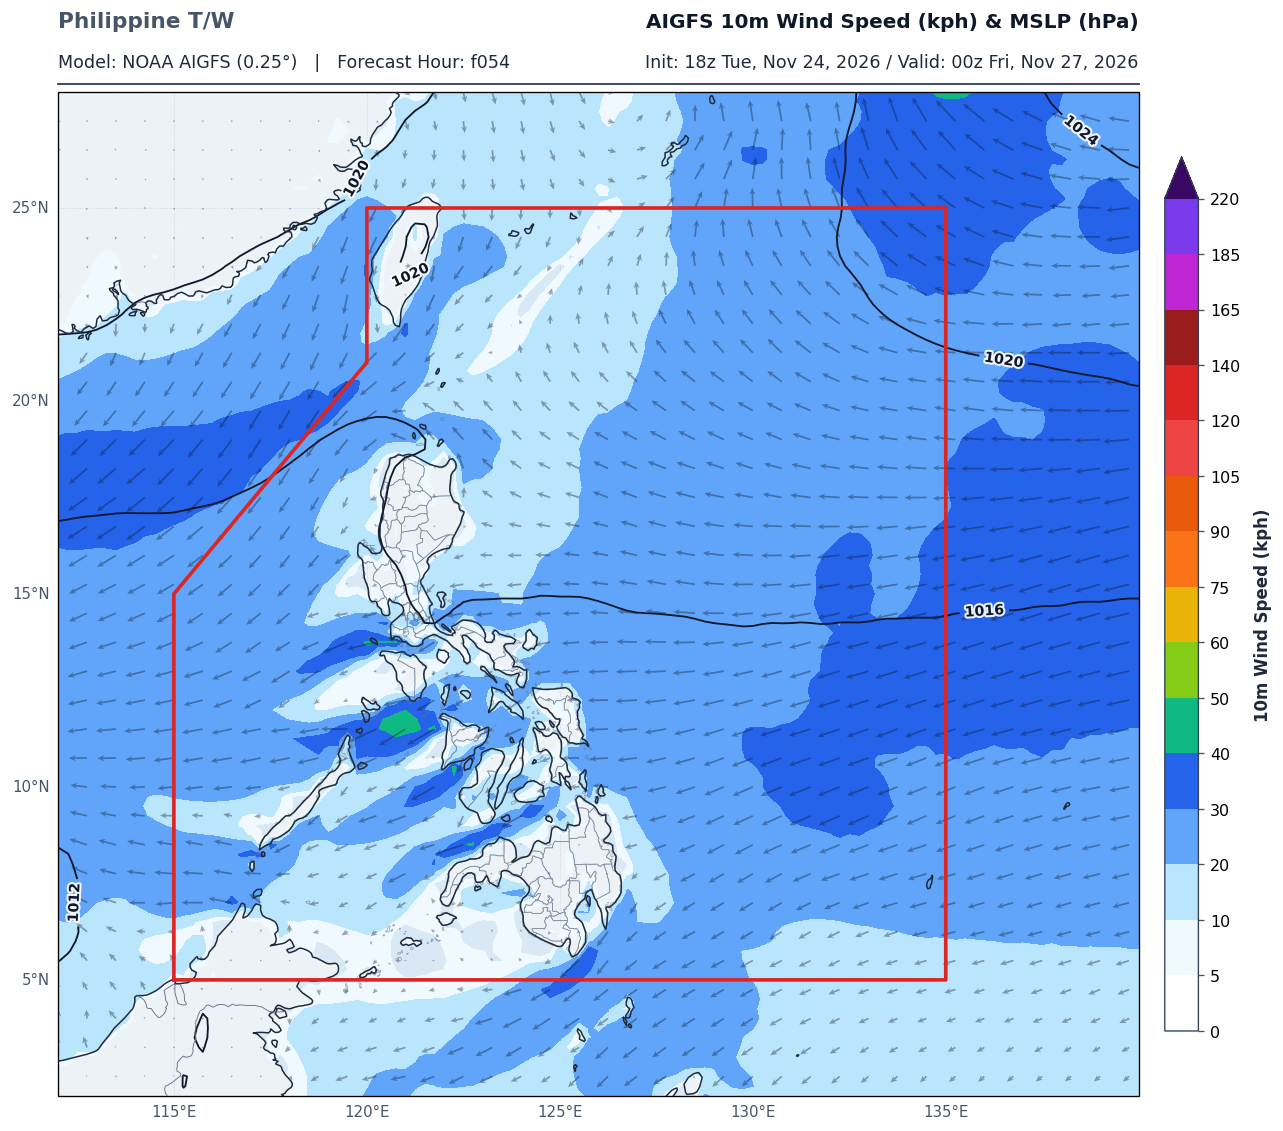 Philippine T/W
AIGFS 10m Wind Speed (kph) & MSLP (hPa)
Model: NOAA AIGFS (0.25°) | Forecast Hour: f054
Init: 18z Tue, Nov 24, 2026 / Valid: 00z Fri, Nov 27, 2026
1024
1020
1020
1020
1016
1012
25°N
20°N
15°N
10°N
5°N
115°E
120°E
125°E
130°E
135°E
220
185
165
140
120
105
90
75
60
50
40
30
20
10
5
0
10m Wind Speed (kph)